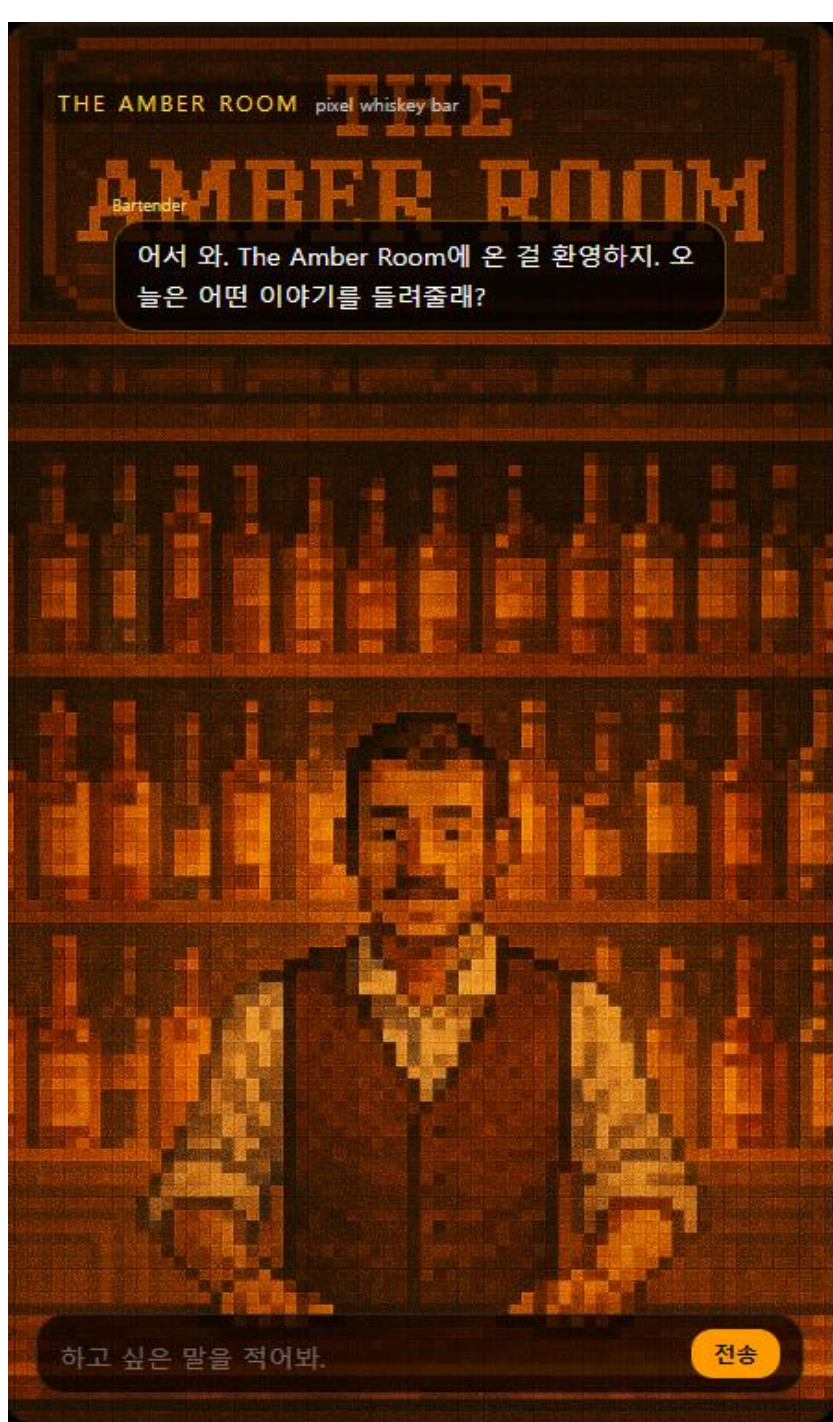 THE
THE AMBER ROOM pixel whiskey bar
AMBER ROOM
Bartender
어서 와. The Amber Room에 온 걸 환영하지. 오
늘은 어떤 이야기를 들려줄래?
하고 싶은 말을 적어봐.
전송